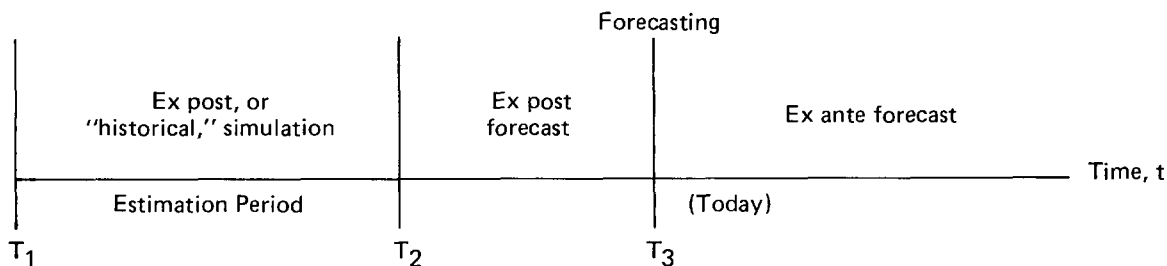 Forecasting
Ex post, or
"historical," simulation
Ex post
forecast
Ex ante forecast
Time, t
Estimation Period
(Today)
T1
T2
T3